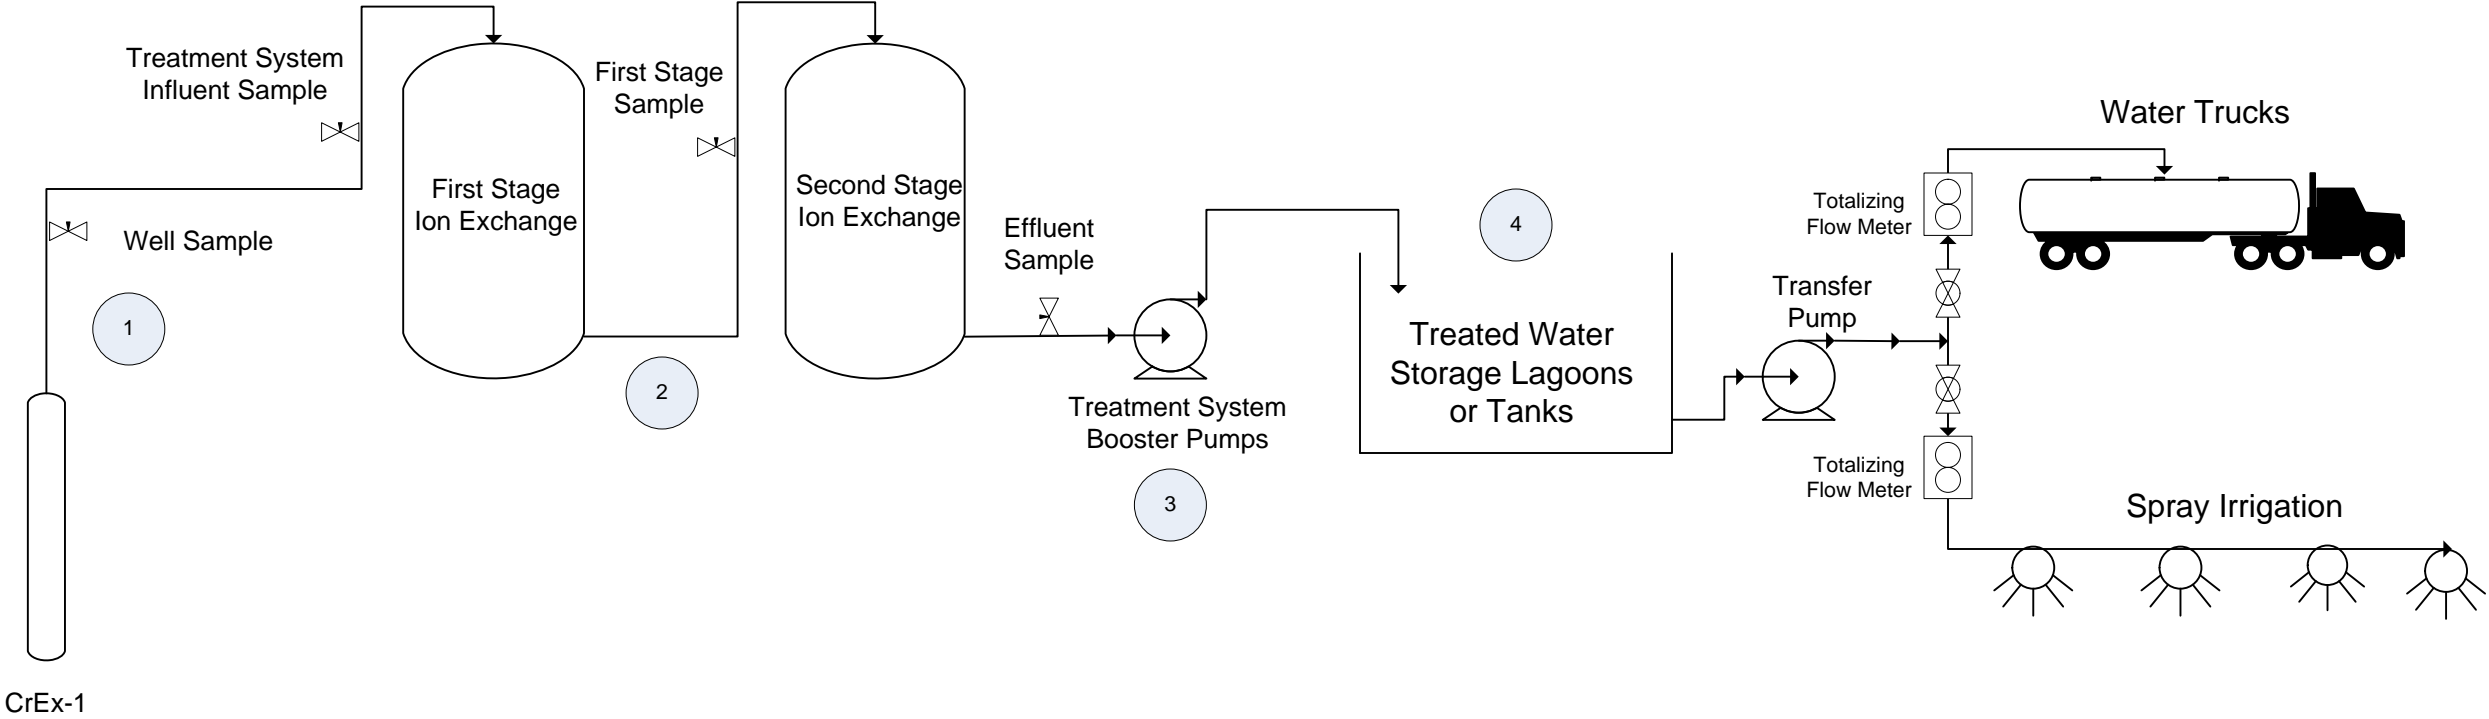 Treatment System
Influent Sample
First Stage
Sample
Water Trucks
First Stage
Ion Exchange
Second Stage
Ion Exchange
Well Sample
Effluent
Sample
4
Totalizing
Flow Meter
1
Transfer
Pump
Treated Water
Storage Lagoons
or Tanks
2
Treatment System
Booster Pumps
3
Totalizing
Flow Meter
Spray Irrigation
CrEx-1